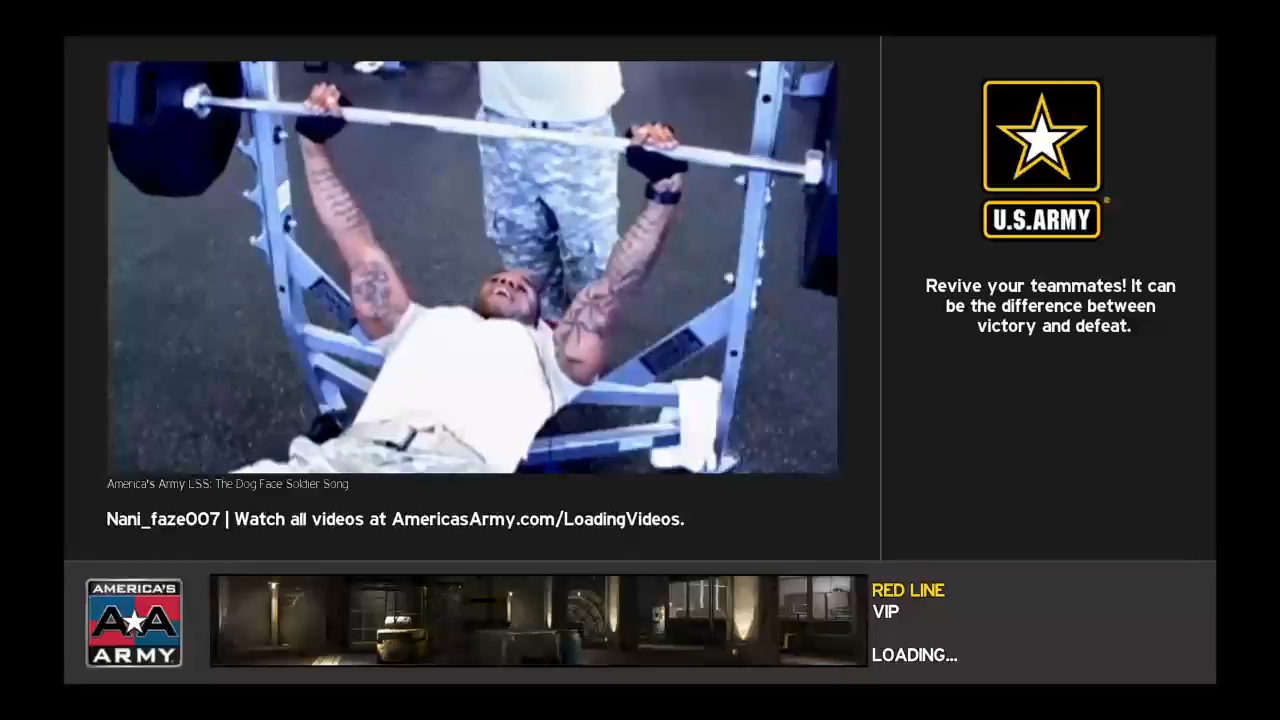 U.S.ARMY
Revive your teammates! It can
be the difference between
victory and defeat.
America's Army LSS: The Dog Face Soldier Song
Nani_faze007 | Watch all videos at AmericasArmy.com/LoadingVideos.
AMERICA'S
AA
ARMY
RED LINE
VIP
LOADING...